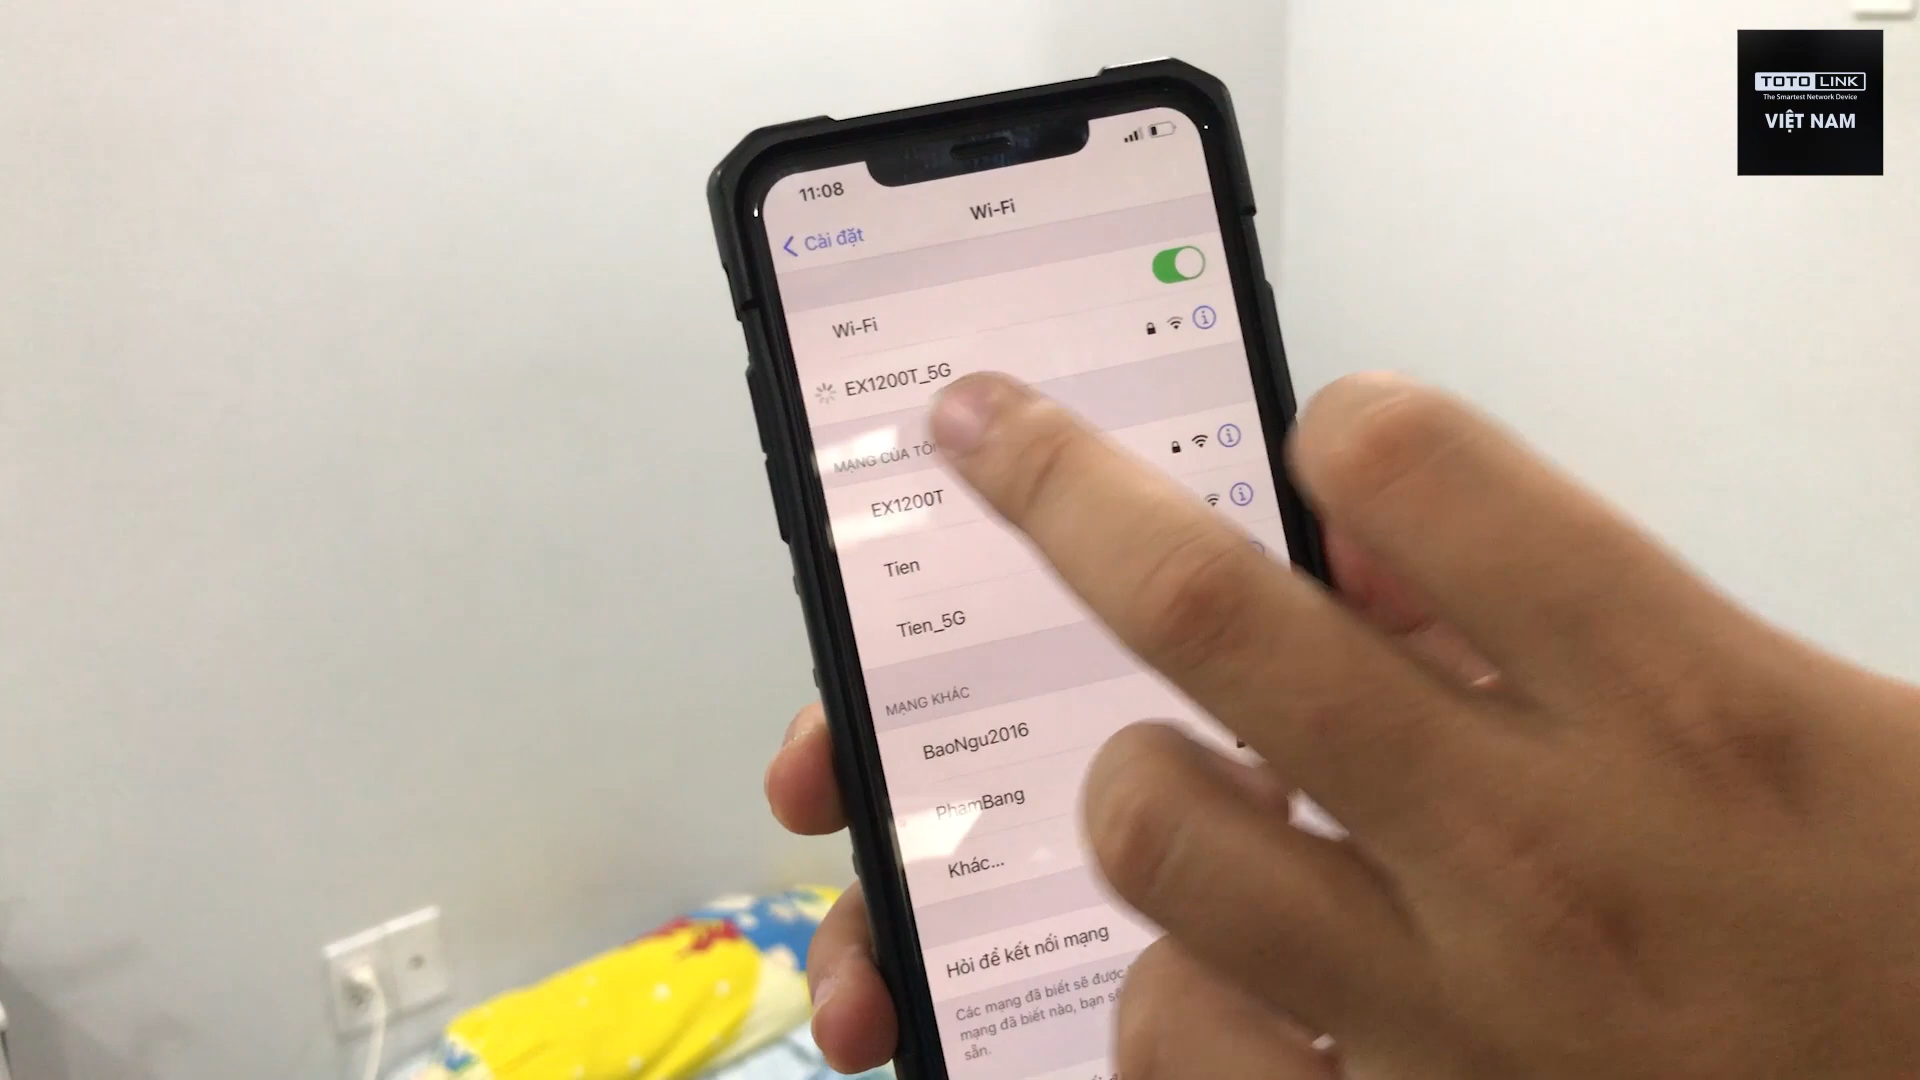 TOTO LINK
The Smartest Network Device
VIỆT NAM
11:08
Cài đặt
Wi-Fi
Wi-Fi
EX1200T_5G
MẠNG CỦA TÔI
EX1200T
Tien
Tien_5G
MẠNG KHÁC
BaoNgu2016
PhamBang
Khác...
Hỏi để kết nối mạng
Các mạng đã biết sẽ được
mạng đã biết nào, bạn
sẵn.